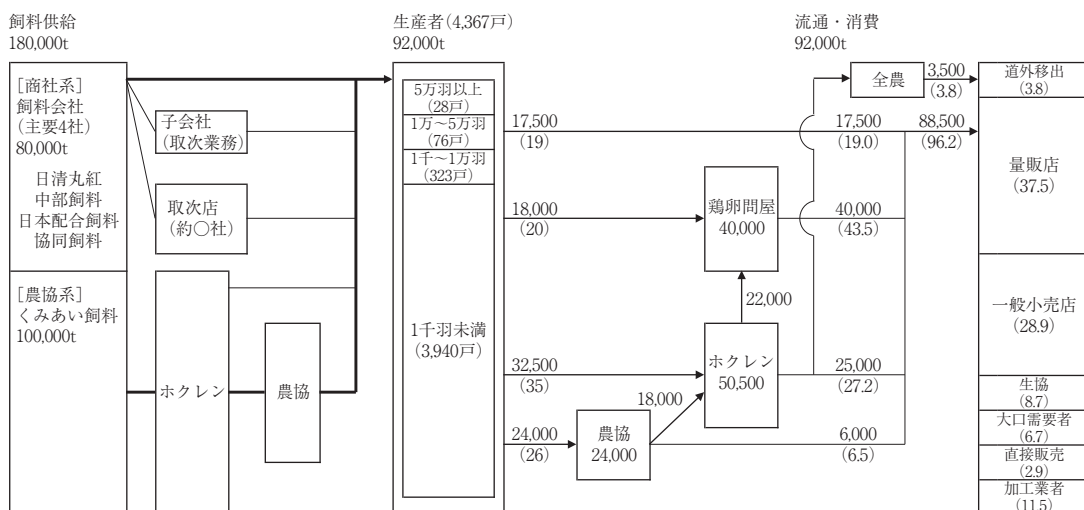 飼料供給
180,000t
[商社系]
飼料会社
(主要4社)
80,000t
日清丸紅
中部飼料
日本配合飼料
協同飼料
[農協系]
くみあい飼料
100,000t
子会社
(取次業務)
取次店
(約〇社)
ホクレン
農協
生産者(4,367戸)
92,000t
5万羽以上
(28戸)
1万~5万羽
(76戸)
1千~1万羽
(323戸)
1千羽未満
(3,940戸)
17,500
(19)
18,000
(20)
32,500
(35)
24,000
(26)
農協
24,000
18,000
ホクレン
50,500
22,000
鶏卵問屋
40,000
流通・消費
92,000t
全農
3,500
(3.8)
17,500
(19.0)
88,500
(96.2)
40,000
(43.5)
25,000
(27.2)
6,000
(6.5)
道外移出
(3.8)
量販店
(37.5)
一般小売店
(28.9)
生協
(8.7)
大口需要者
(6.7)
直接販売
(2.9)
加工業者
(11.5)